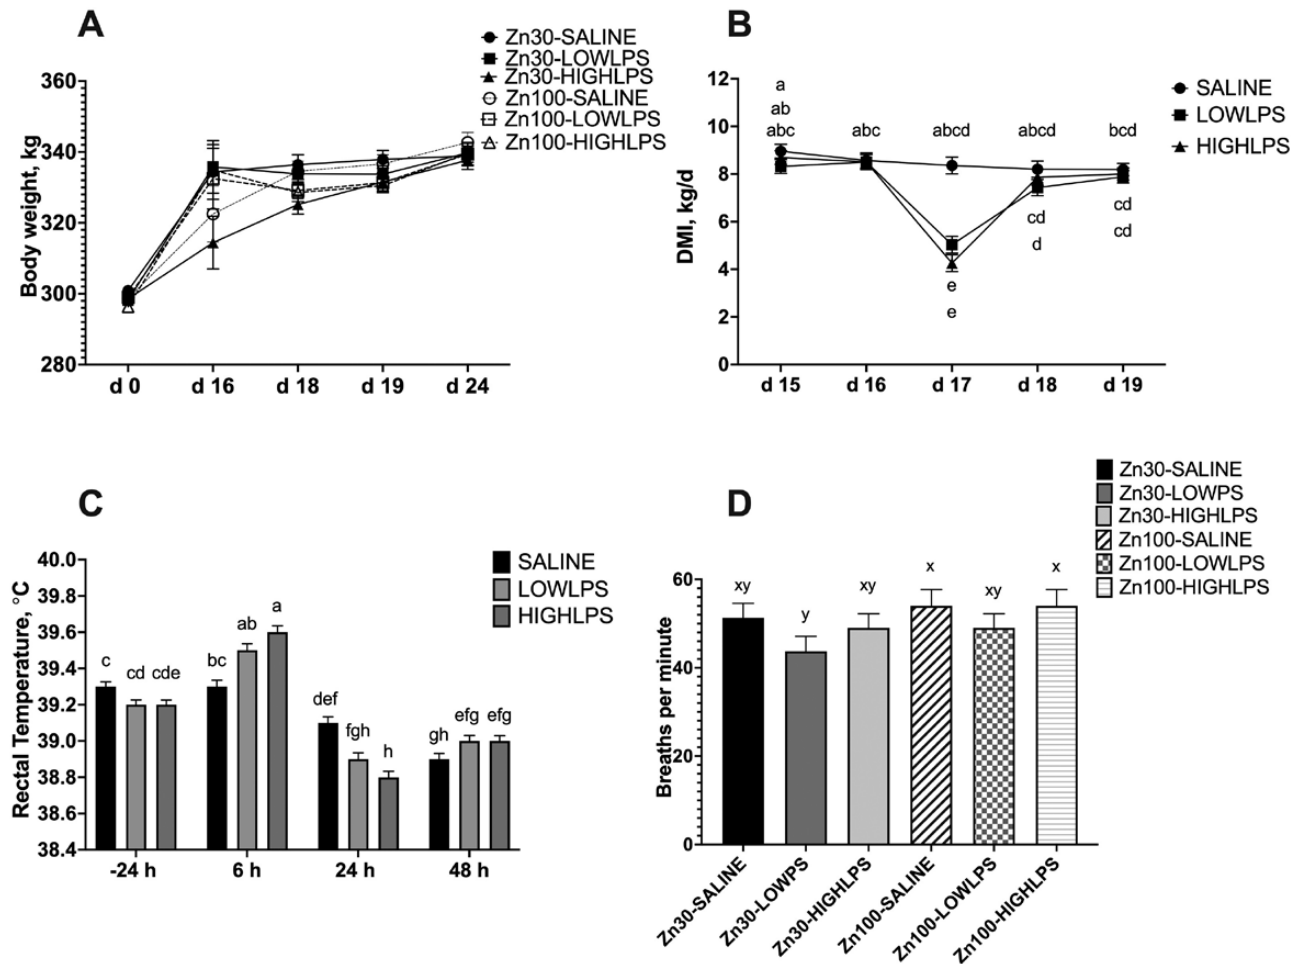 A
Zn30-SALINE
Zn30-LOWLPS
Zn30-HIGHLPS
Zn100-SALINE
Zn100-LOWLPS
Zn100-HIGHLPS
Body weight, kg
360
340
320
300
280
d 0 d 16 d 18 d 19 d 24
B
SALINE
LOWLPS
HIGHLPS
DMI, kg/d
12
10
8
6
4
2
0
a
ab
abc abc abcd abcd bcd
cd cd
d cd
e
e
d 15 d 16 d 17 d 18 d 19
C
SALINE
LOWLPS
HIGHLPS
Rectal Temperature, °C
40.0
39.8
39.6
39.4
39.2
39.0
38.8
38.6
38.4
c cd cde bc ab a def fgh h gh efg efg
-24 h 6 h 24 h 48 h
D
Zn30-SALINE
Zn30-LOWPS
Zn30-HIGHLPS
Zn100-SALINE
Zn100-LOWLPS
Zn100-HIGHLPS
Breaths per minute
60
40
20
0
xy y xy x xy x
Zn30-SALINE
Zn30-LOWPS
Zn30-HIGHLPS
Zn100-SALINE
Zn100-LOWLPS
Zn100-HIGHLPS